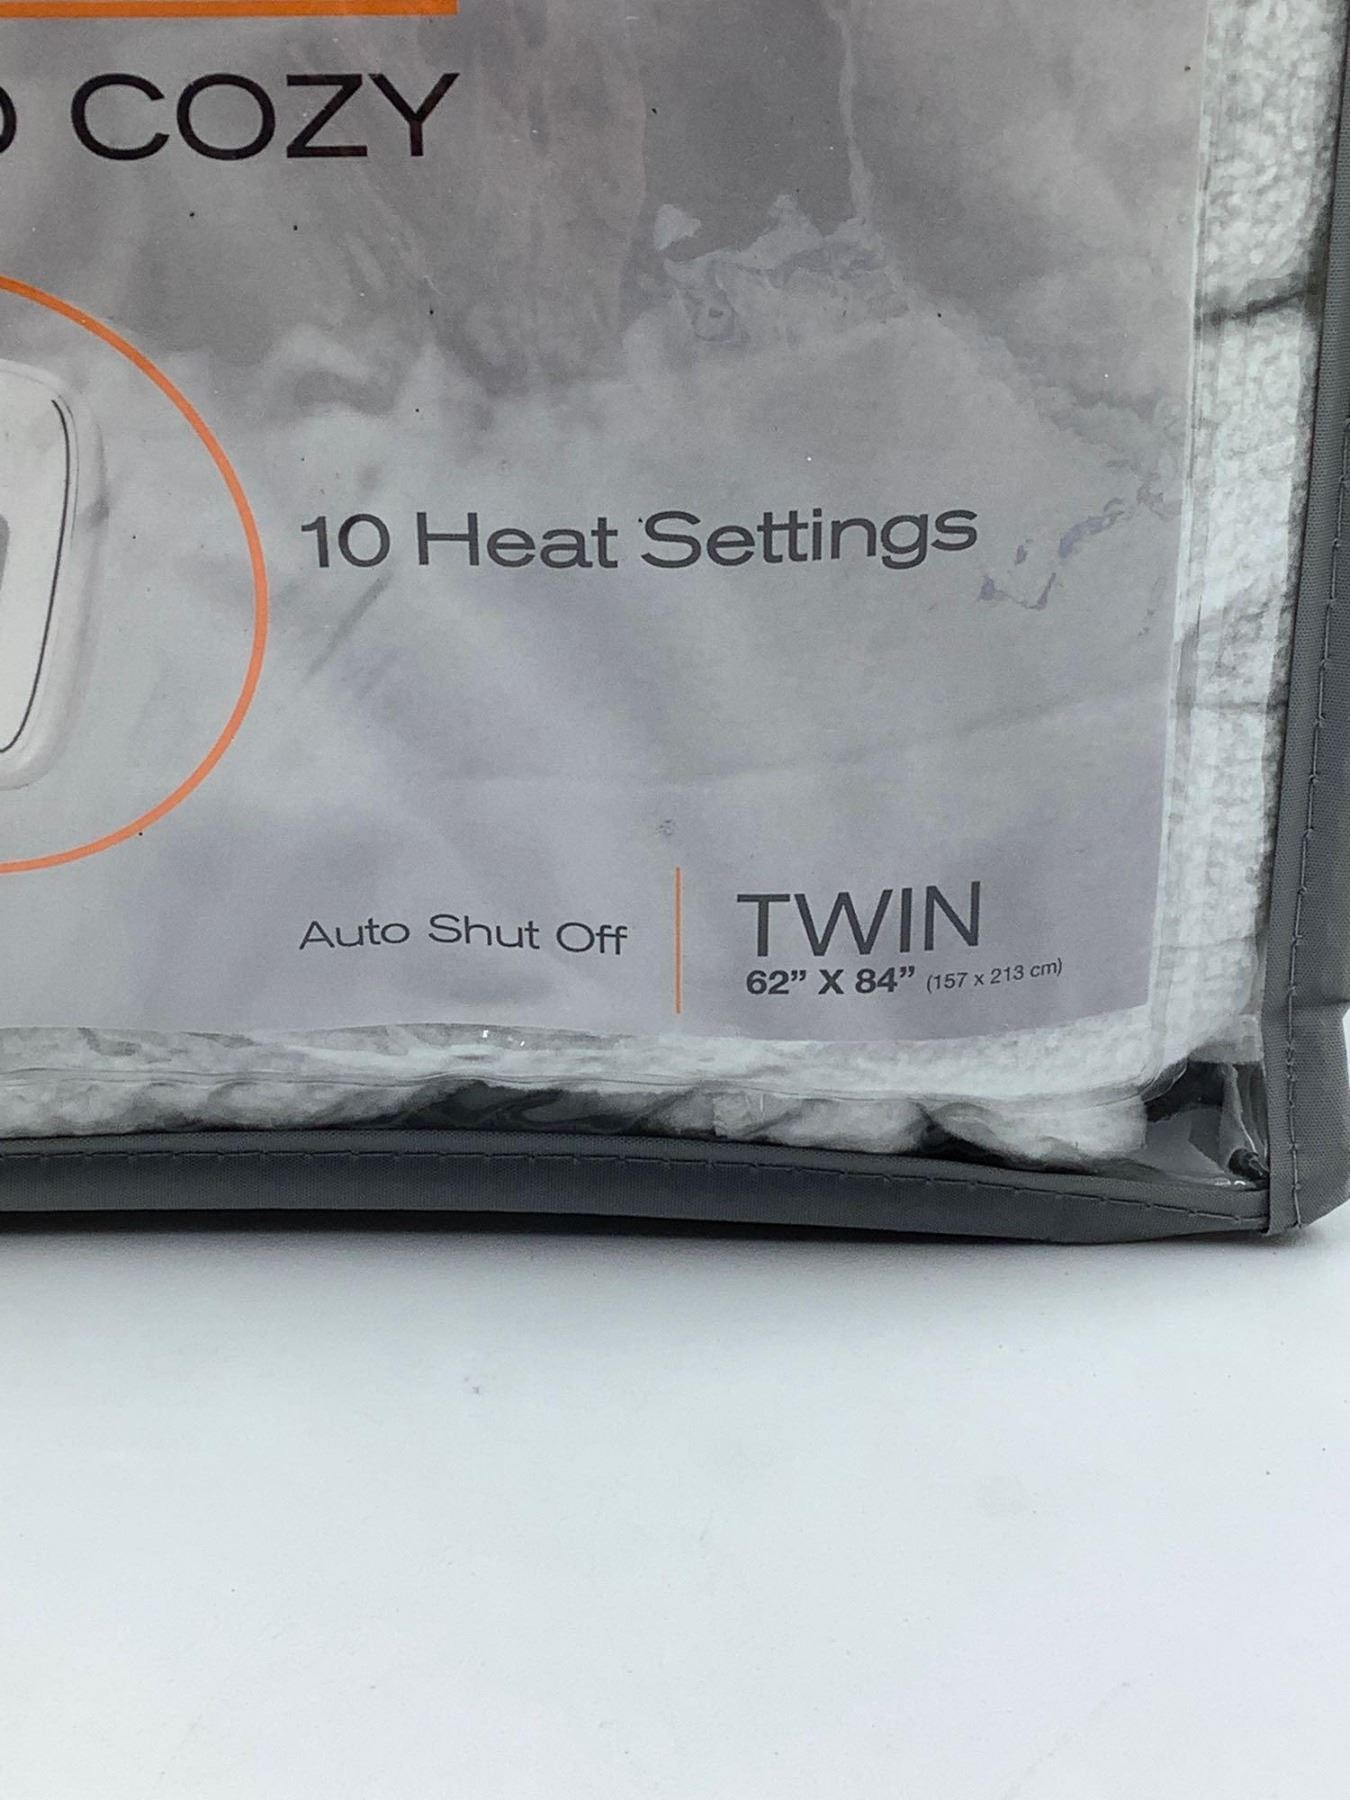 COZY
10 Heat Settings
Auto Shut Off
TWIN
62” X 84” (157 x 213 cm)